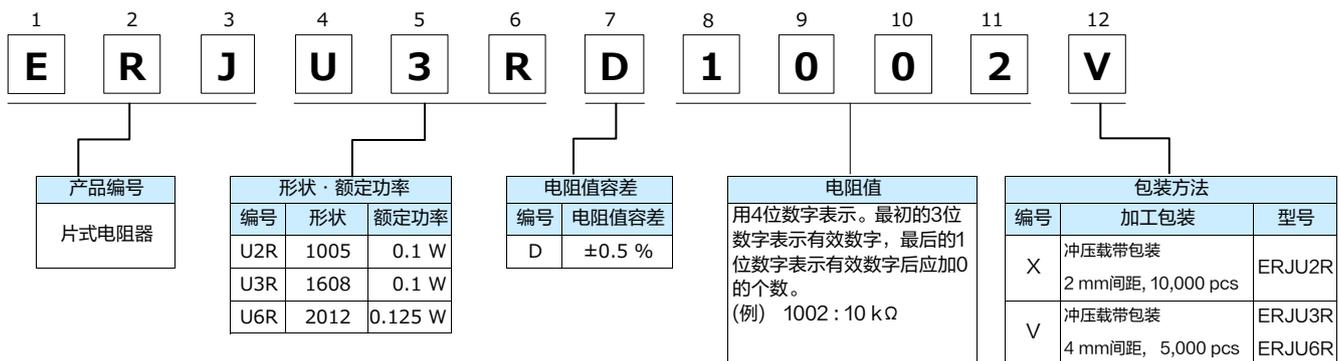 1 2 3 4 5 6 7 8 9 10 11 12
E R J U 3 R D 1 0 0 2 V
产品编号
片式电阻器
形状・额定功率
编号 形状 额定功率
U2R 1005 0.1 W
U3R 1608 0.1 W
U6R 2012 0.125 W
电阻值容差
编号 电阻值容差
D ±0.5 %
电阻值
用4位数字表示。最初的3位
数字表示有效数字，最后的1
位数字表示有效数字后应加0
的个数。
(例) 1002 : 10 kΩ
包装方法
编号 加工包装 型号
X 冲压载带包装 2 mm间距, 10,000 pcs ERJU2R
V 冲压载带包装 ERJU3R
4 mm间距, 5,000 pcs ERJU6R